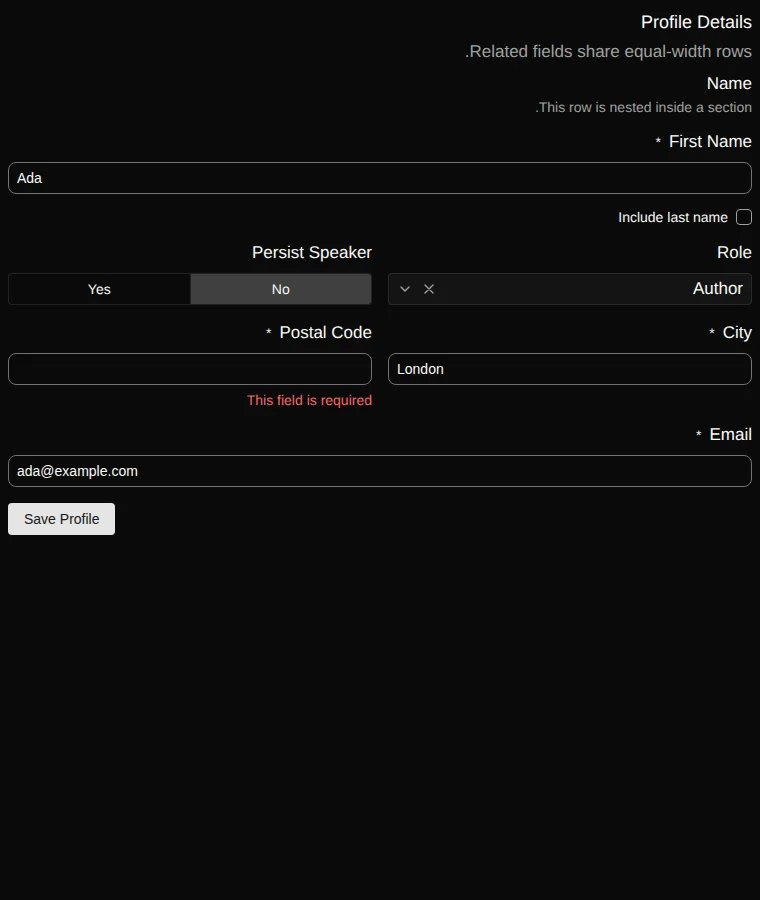 Profile Details
.Related fields share equal-width rows
Name
.This row is nested inside a section
* First Name
Ada
Include last name
Role
Author
Persist Speaker
No
Yes
* City
London
* Postal Code
This field is required
* Email
ada@example.com
Save Profile